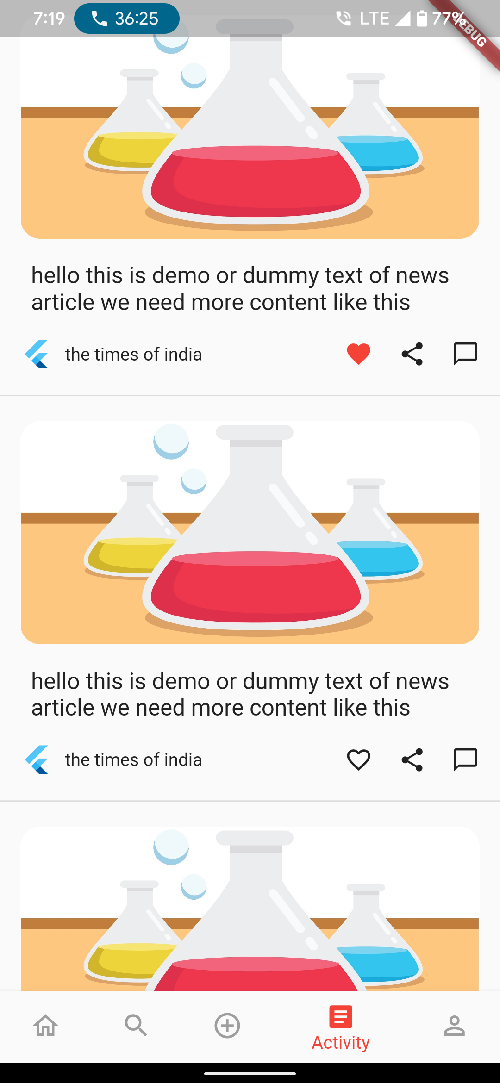 7:19 36:25 LTE 77%
hello this is demo or dummy text of news
article we need more content like this
the times of india
hello this is demo or dummy text of news
article we need more content like this
the times of india
Activity